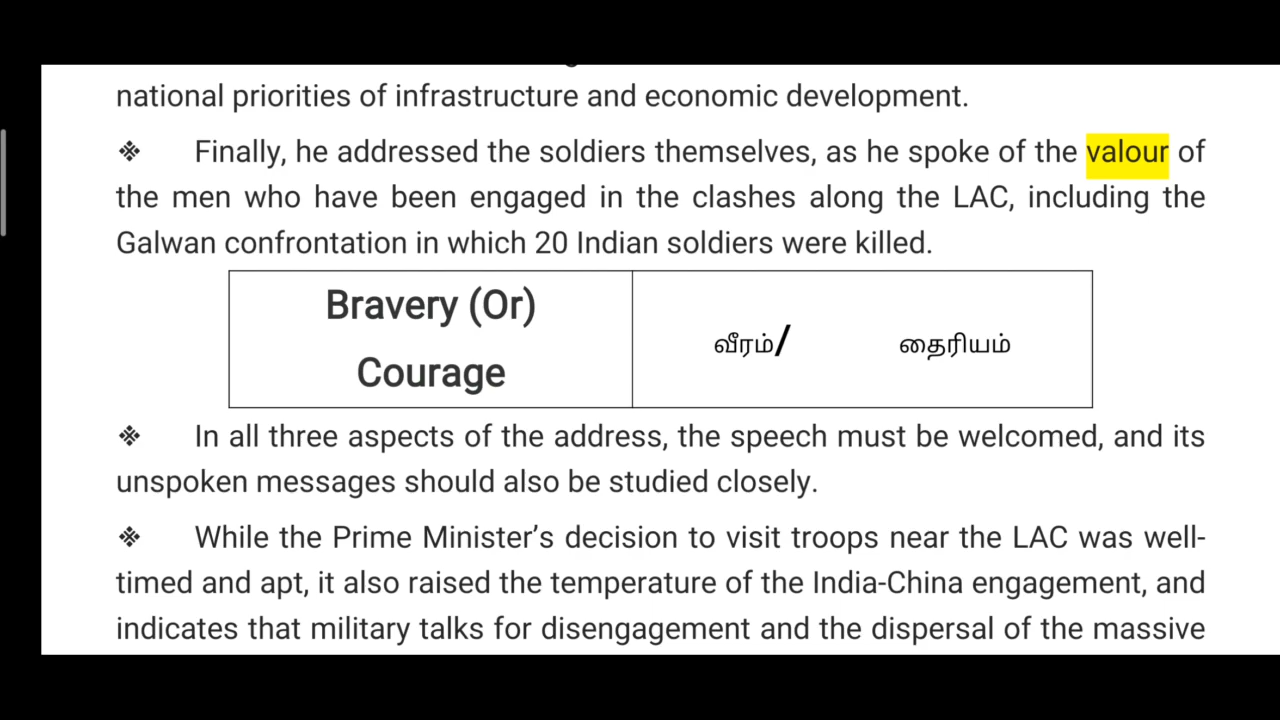 national priorities of infrastructure and economic development.
❖ Finally, he addressed the soldiers themselves, as he spoke of the valour of
the men who have been engaged in the clashes along the LAC, including the
Galwan confrontation in which 20 Indian soldiers were killed.
Bravery (Or)
Courage
வீரம்/ தைரியம்
❖ In all three aspects of the address, the speech must be welcomed, and its
unspoken messages should also be studied closely.
❖ While the Prime Minister’s decision to visit troops near the LAC was well-
timed and apt, it also raised the temperature of the India-China engagement, and
indicates that military talks for disengagement and the dispersal of the massive